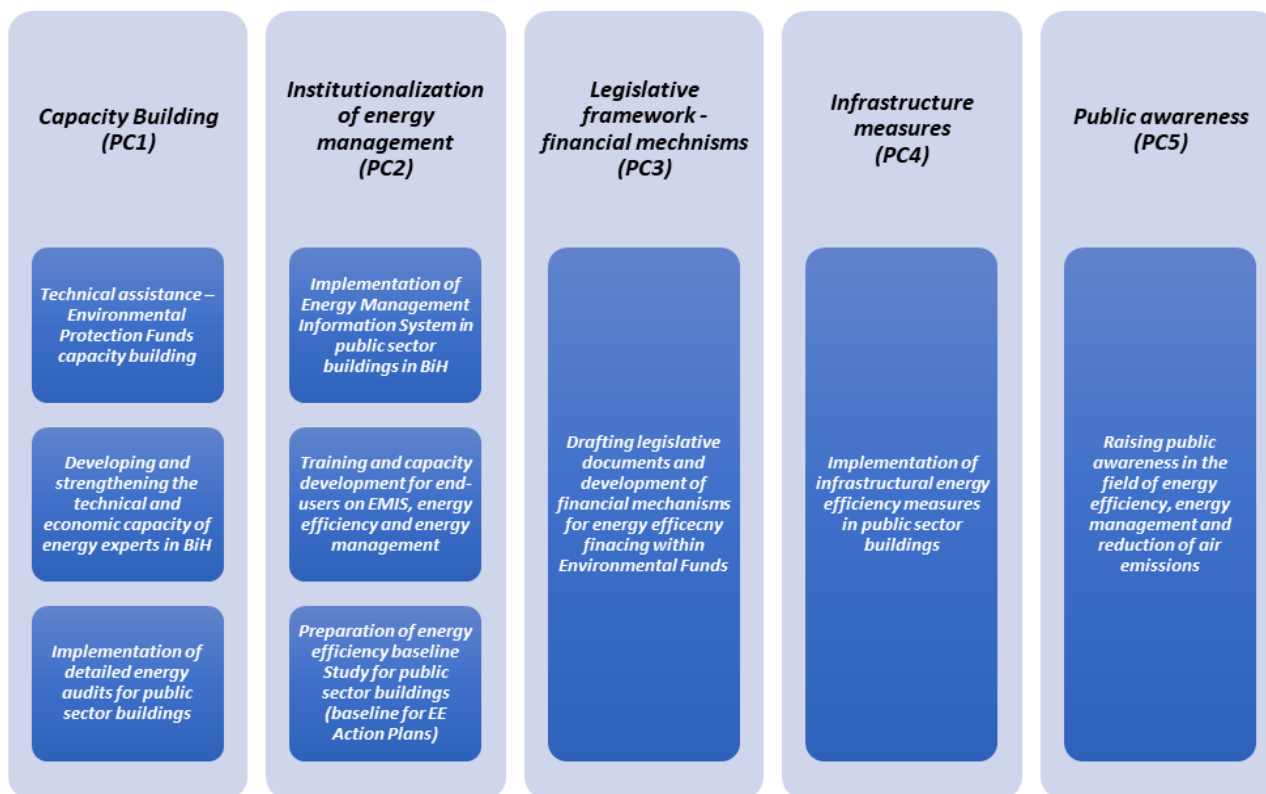 Capacity Building
(PC1)
Technical assistance –
Environmental
Protection Funds
capacity building
Developing and
strengthening the
technical and
economic capacity of
energy experts in BiH
Implementation of
detailed energy
audits for public
sector buildings
Institutionalization
of energy
management
(PC2)
Implementation of
Energy Management
Information System in
public sector
buildings in BiH
Training and capacity
development for end-
users on EMIS, energy
efficiency and energy
management
Preparation of energy
efficiency baseline
Study for public
sector buildings
(baseline for EE
Action Plans)
Legislative
framework -
financial mechnisms
(PC3)
Drafting legislative
documents and
development of
financial mechanisms
for energy efficecny
finacing within
Environmental Funds
Infrastructure
measures
(PC4)
Implementation of
infrastructural energy
efficiency measures
in public sector
buildings
Public awareness
(PC5)
Raising public
awareness in the
field of energy
efficiency, energy
management and
reduction of air
emissions